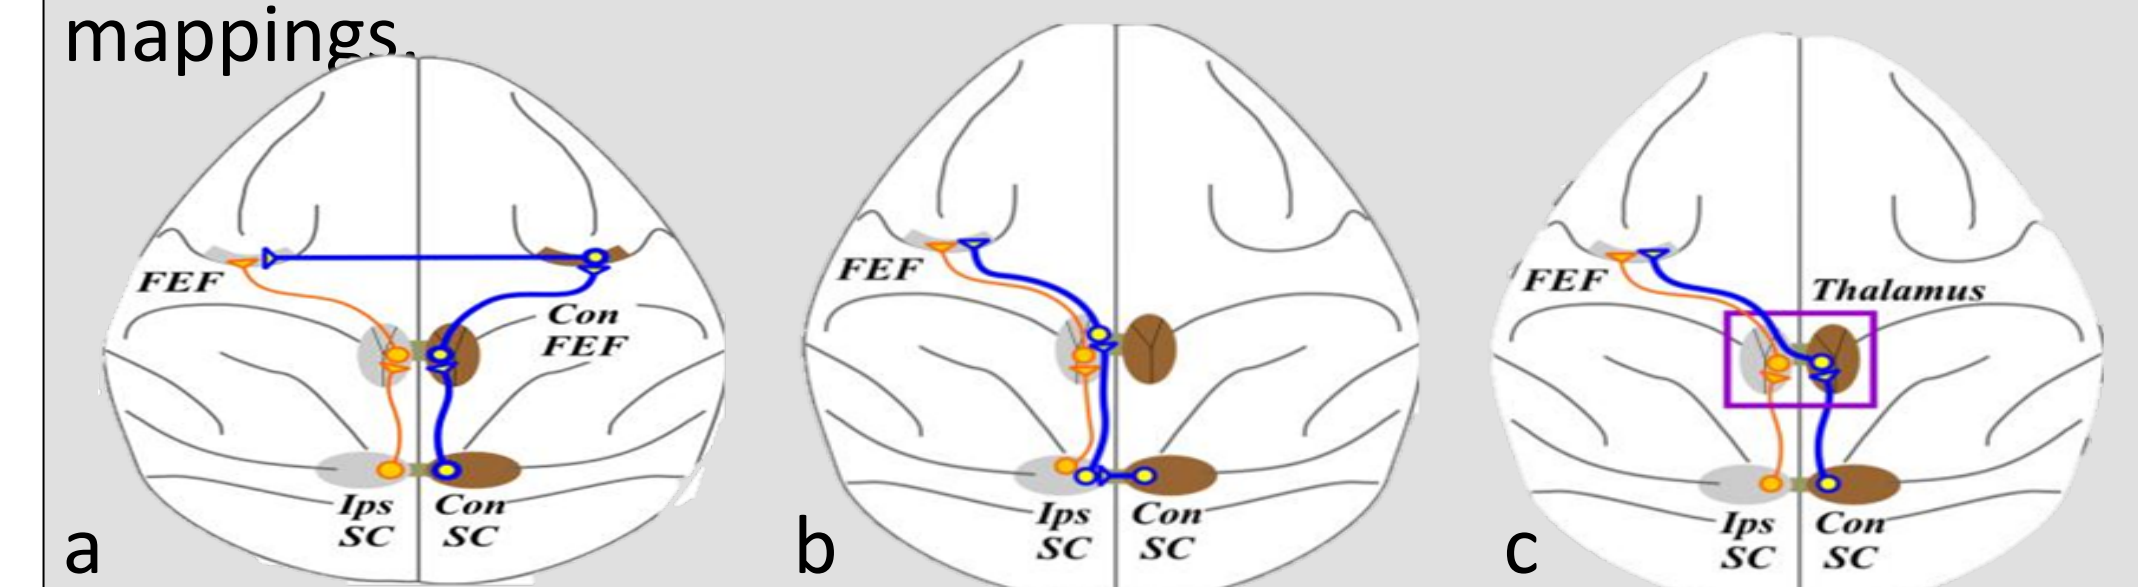 mappings.
FEF
Con
FEF
Ips
SC
Con
SC
a
FEF
Ips
SC
Con
SC
b
FEF
Thalamus
Ips
SC
Con
SC
c